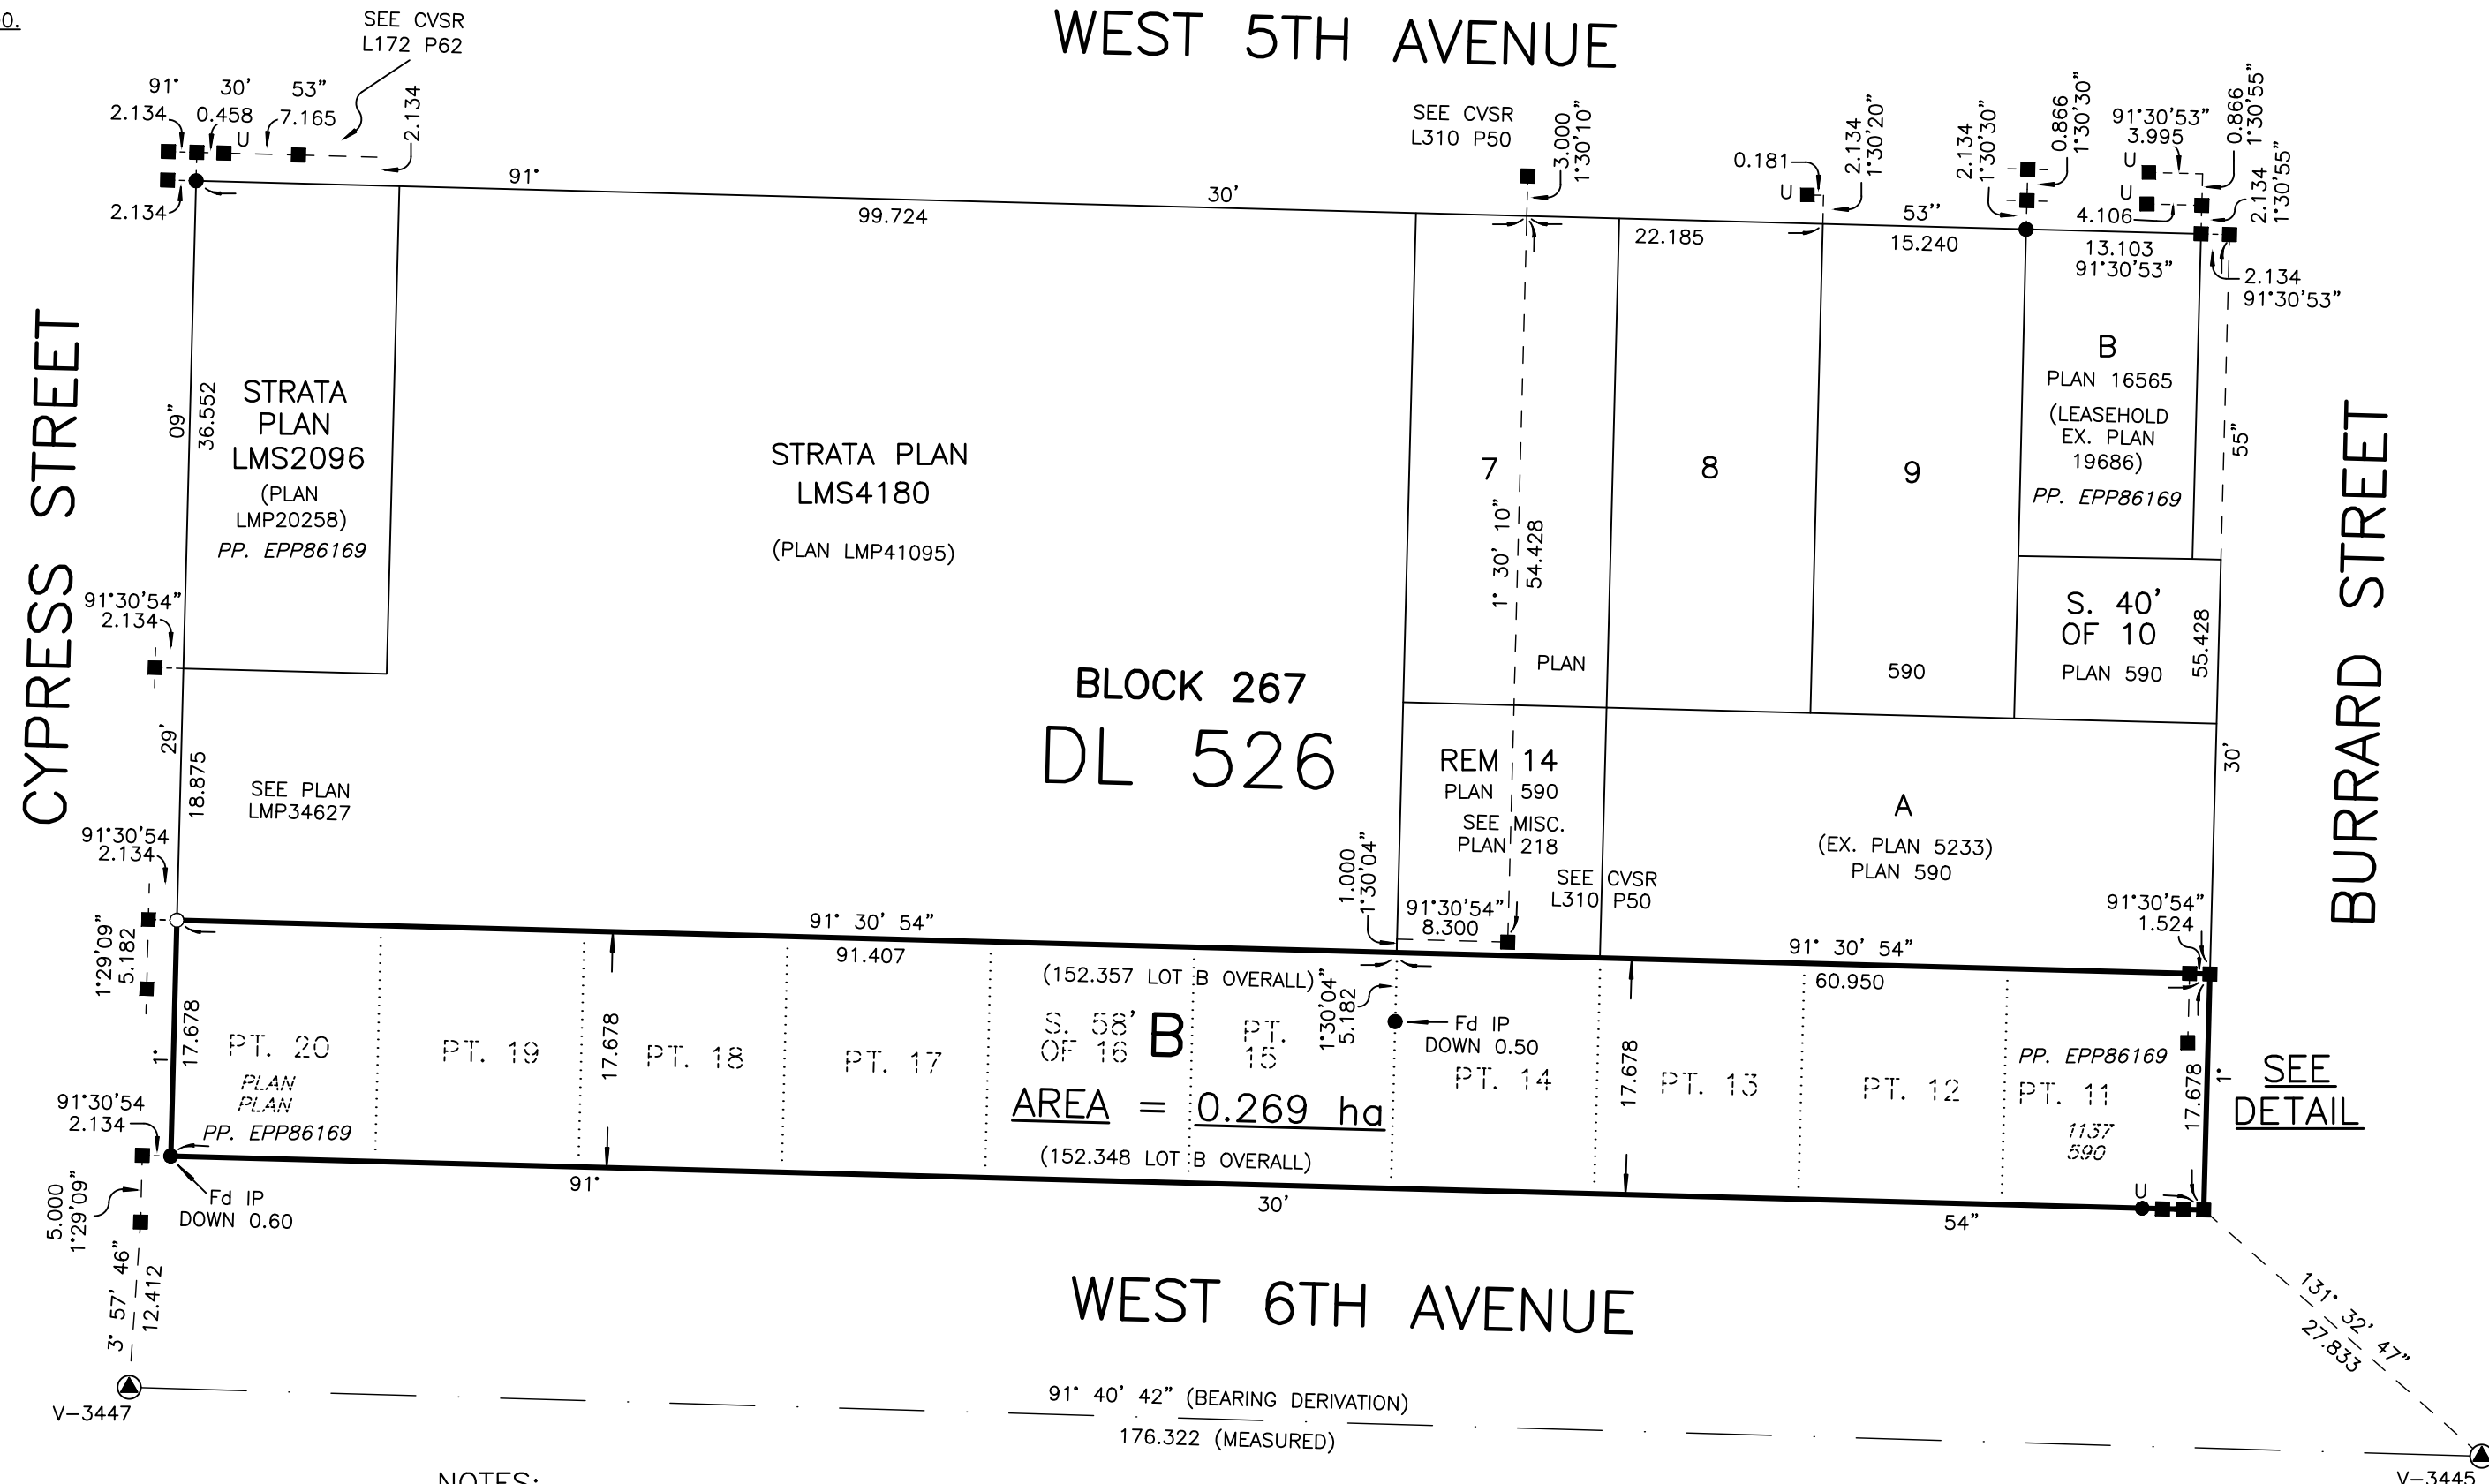 WEST 5TH AVENUE
SEE CVSR
L172 P62
91° 30' 53"
2.134 0.458 7.165
U
2.134
2.134
91° 30' 53"
99.724
SEE CVSR
L310 P50
3.000
1°30'10"
0.181
U
2.134
1°30'20"
2.134
1°30'30"
0.866
1°30'30"
91°30'53"
3.995
U
U
4.106
0.866
1°30'55"
2.134
1°30'55"
22.185
15.240
13.103
91°30'53"
2.134
91°30'53"
CYPRESS STREET
09"
36.552
STRATA
PLAN
LMS2096
(PLAN
LMP20258)
PP. EPP86169
STRATA PLAN
LMS4180
(PLAN LMP41095)
7
1° 30' 10"
54.428
PLAN
8
9
590
B
PLAN 16565
(LEASEHOLD
EX. PLAN
19686)
PP. EPP86169
55"
S. 40'
OF 10
PLAN 590
55.428
BURRARD STREET
91°30'54"
2.134
29'
18.875
SEE PLAN
LMP34627
BLOCK 267
DL 526
REM 14
PLAN 590
SEE MISC.
PLAN 218
SEE CVSR
L310 P50
A
(EX. PLAN 5233)
PLAN 590
30'
91°30'54
2.134
1°29'09"
5.182
91° 30' 54"
91.407
1.000
1°30'04"
91°30'54"
8.300
91° 30' 54"
60.950
91°30'54"
1.524
(152.357 LOT B OVERALL)
1°30'04"
5.182
Fd IP
DOWN 0.50
1°
17.678
PT. 20
PLAN
PLAN
PP. EPP86169
PT. 19
17.678
PT. 18
PT. 17
S. 58'
OF 16
B
PT.
15
PT. 14
17.678
PT. 13
PT. 12
PP. EPP86169
PT. 11
1137
590
17.678
1°
SEE
DETAIL
AREA = 0.269 ha
(152.348 LOT B OVERALL)
91°30'54
2.134
Fd IP
DOWN 0.60
5.000
1°29'09"
91° 30' 54"
U
3° 57' 46"
12.412
WEST 6TH AVENUE
131° 32' 47"
27.833
V-3447
91° 40' 42" (BEARING DERIVATION)
176.322 (MEASURED)
V-3445
NOTES: